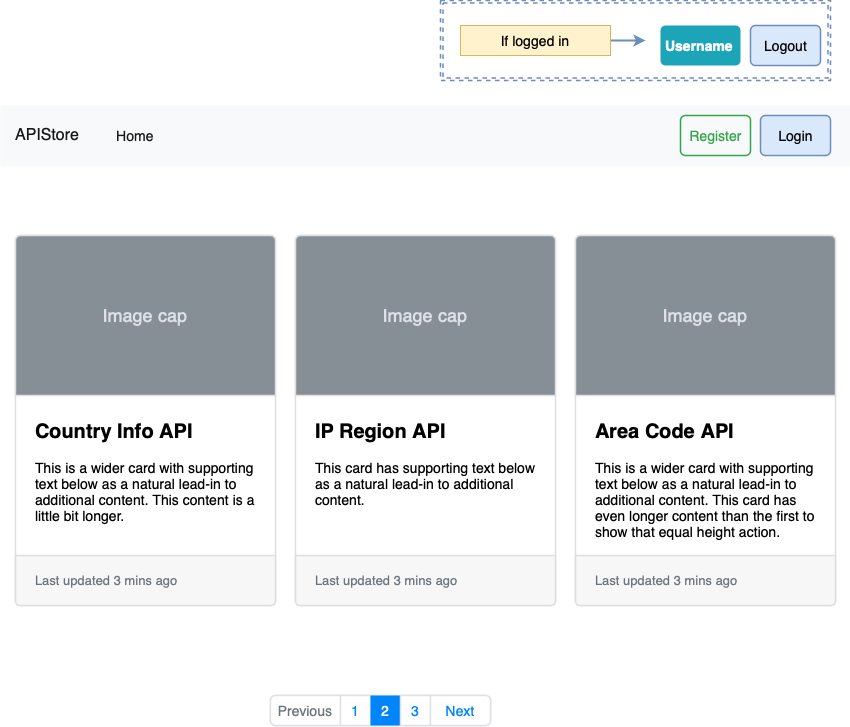 If logged in
Username
Logout
APIStore
Home
Register
Login
Image cap
Image cap
Image cap
Country Info API
This is a wider card with supporting
text below as a natural lead-in to
additional content. This content is a
little bit longer.
Last updated 3 mins ago
IP Region API
This card has supporting text below
as a natural lead-in to additional
content.
Last updated 3 mins ago
Area Code API
This is a wider card with supporting
text below as a natural lead-in to
additional content. This card has
even longer content than the first to
show that equal height action.
Last updated 3 mins ago
Previous
1
2
3
Next